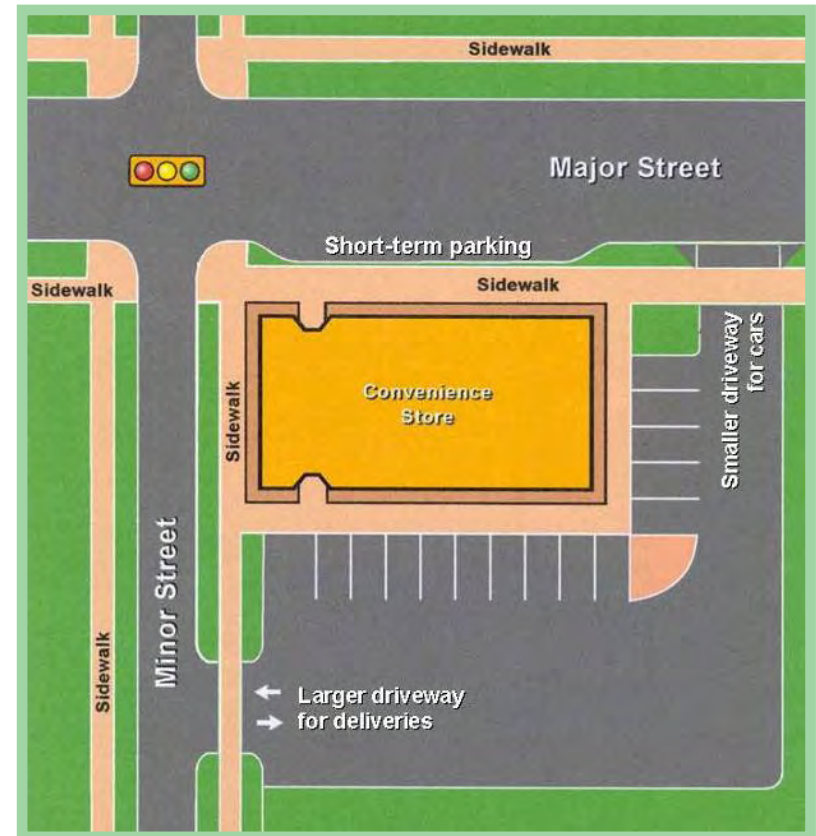 Sidewalk
Major Street
Short-term parking
Sidewalk
Sidewalk
Smaller driveway
for cars
Convenience
Store
Sidewalk
Minor Street
Sidewalk
Larger driveway
for deliveries